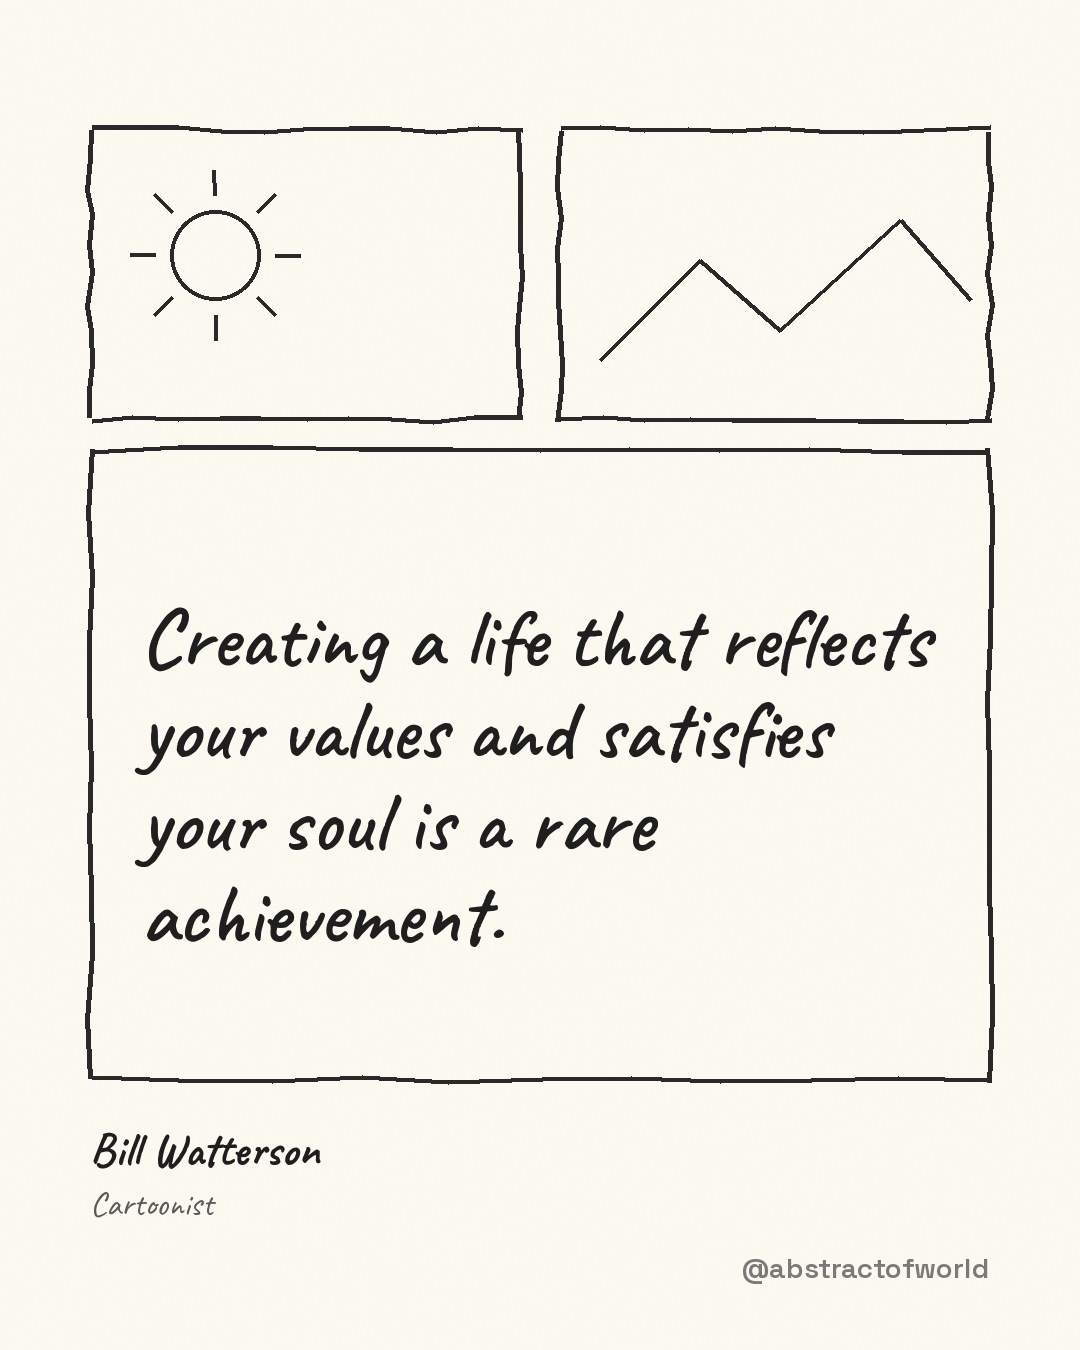 Creating a life that reflects
your values and satisfies
your soul is a rare
achievement.
Bill Watterson
Cartoonist
@abstractofworld